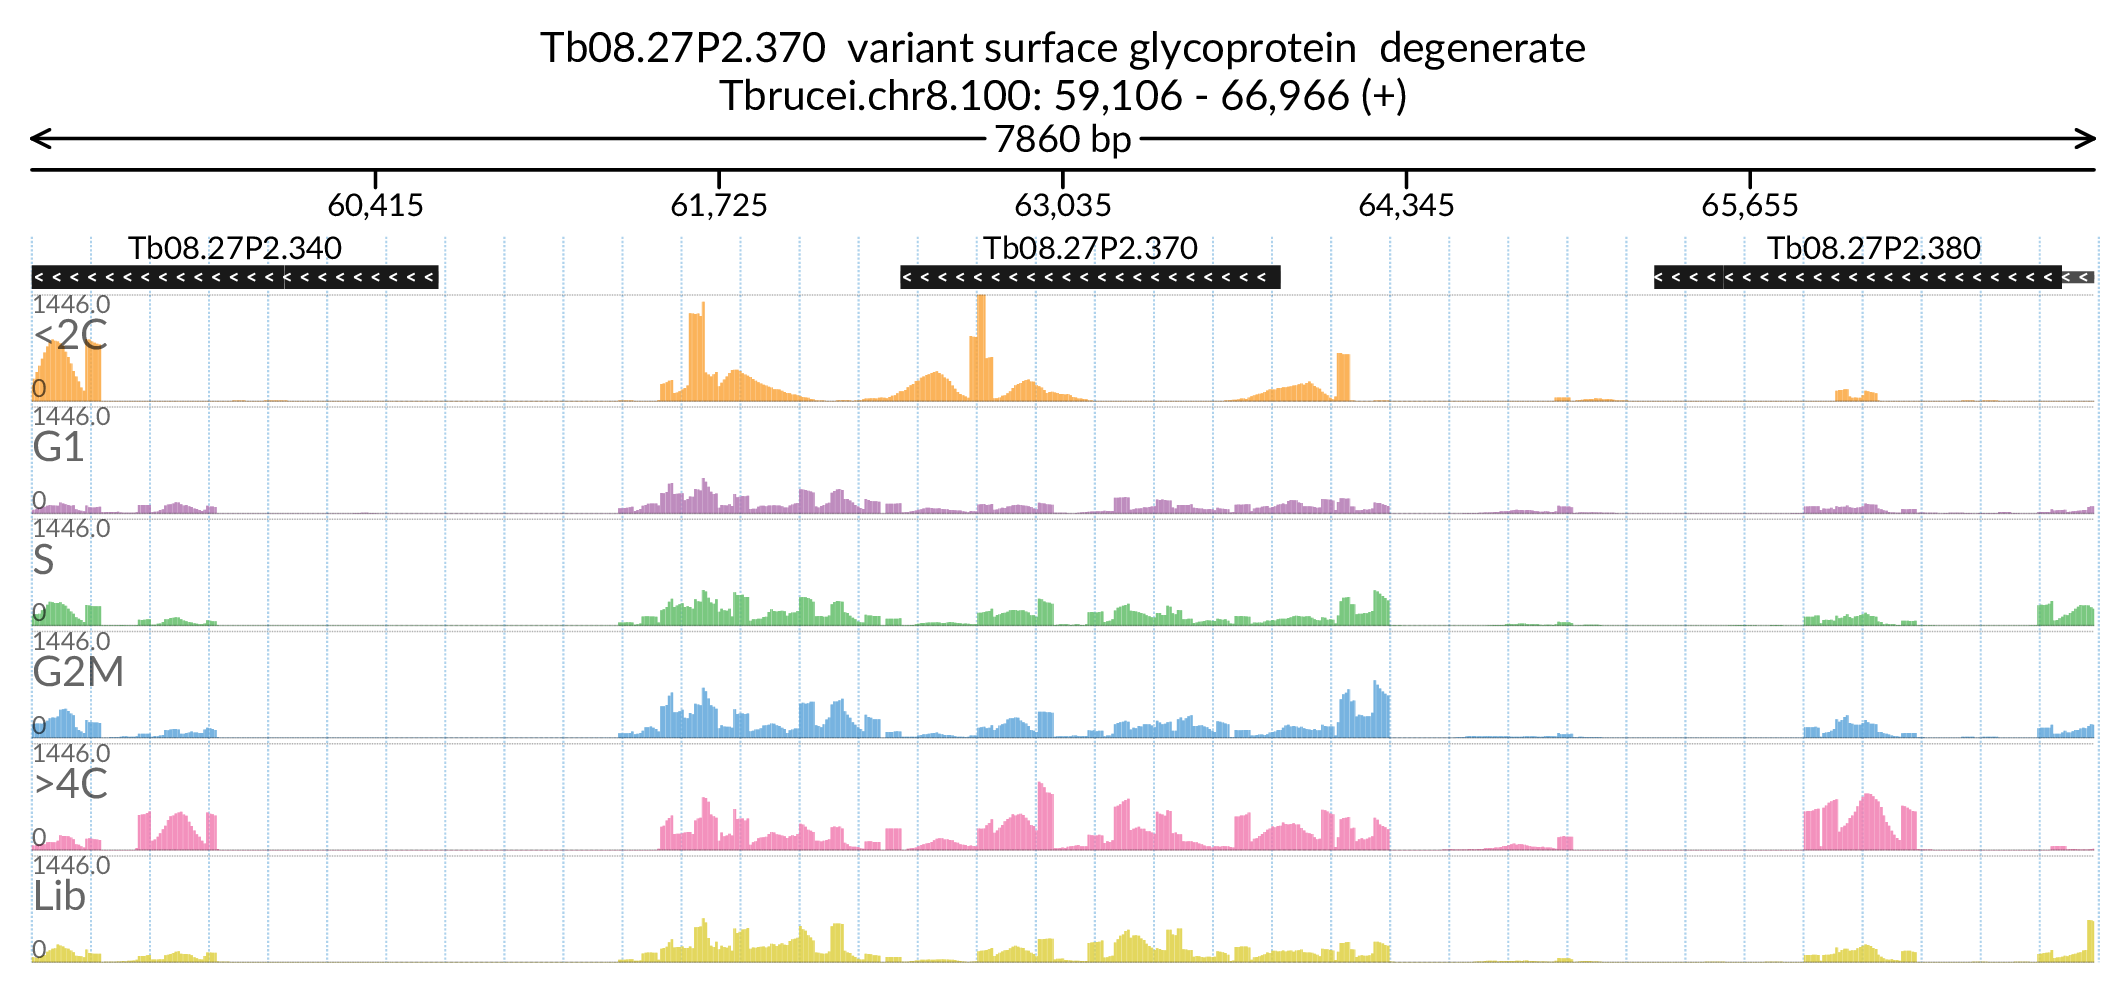 Tb08.27P2.370 variant surface glycoprotein degenerate
Tbrucei.chr8.100: 59,106 - 66,966 (+)
7860 bp
60,415 61,725 63,035 64,345 65,655
Tb08.27P2.340 Tb08.27P2.370 Tb08.27P2.380
1446.0
<2C
0
1446.0
G1
0
1446.0
S
0
1446.0
G2M
0
1446.0
>4C
0
1446.0
Lib
0